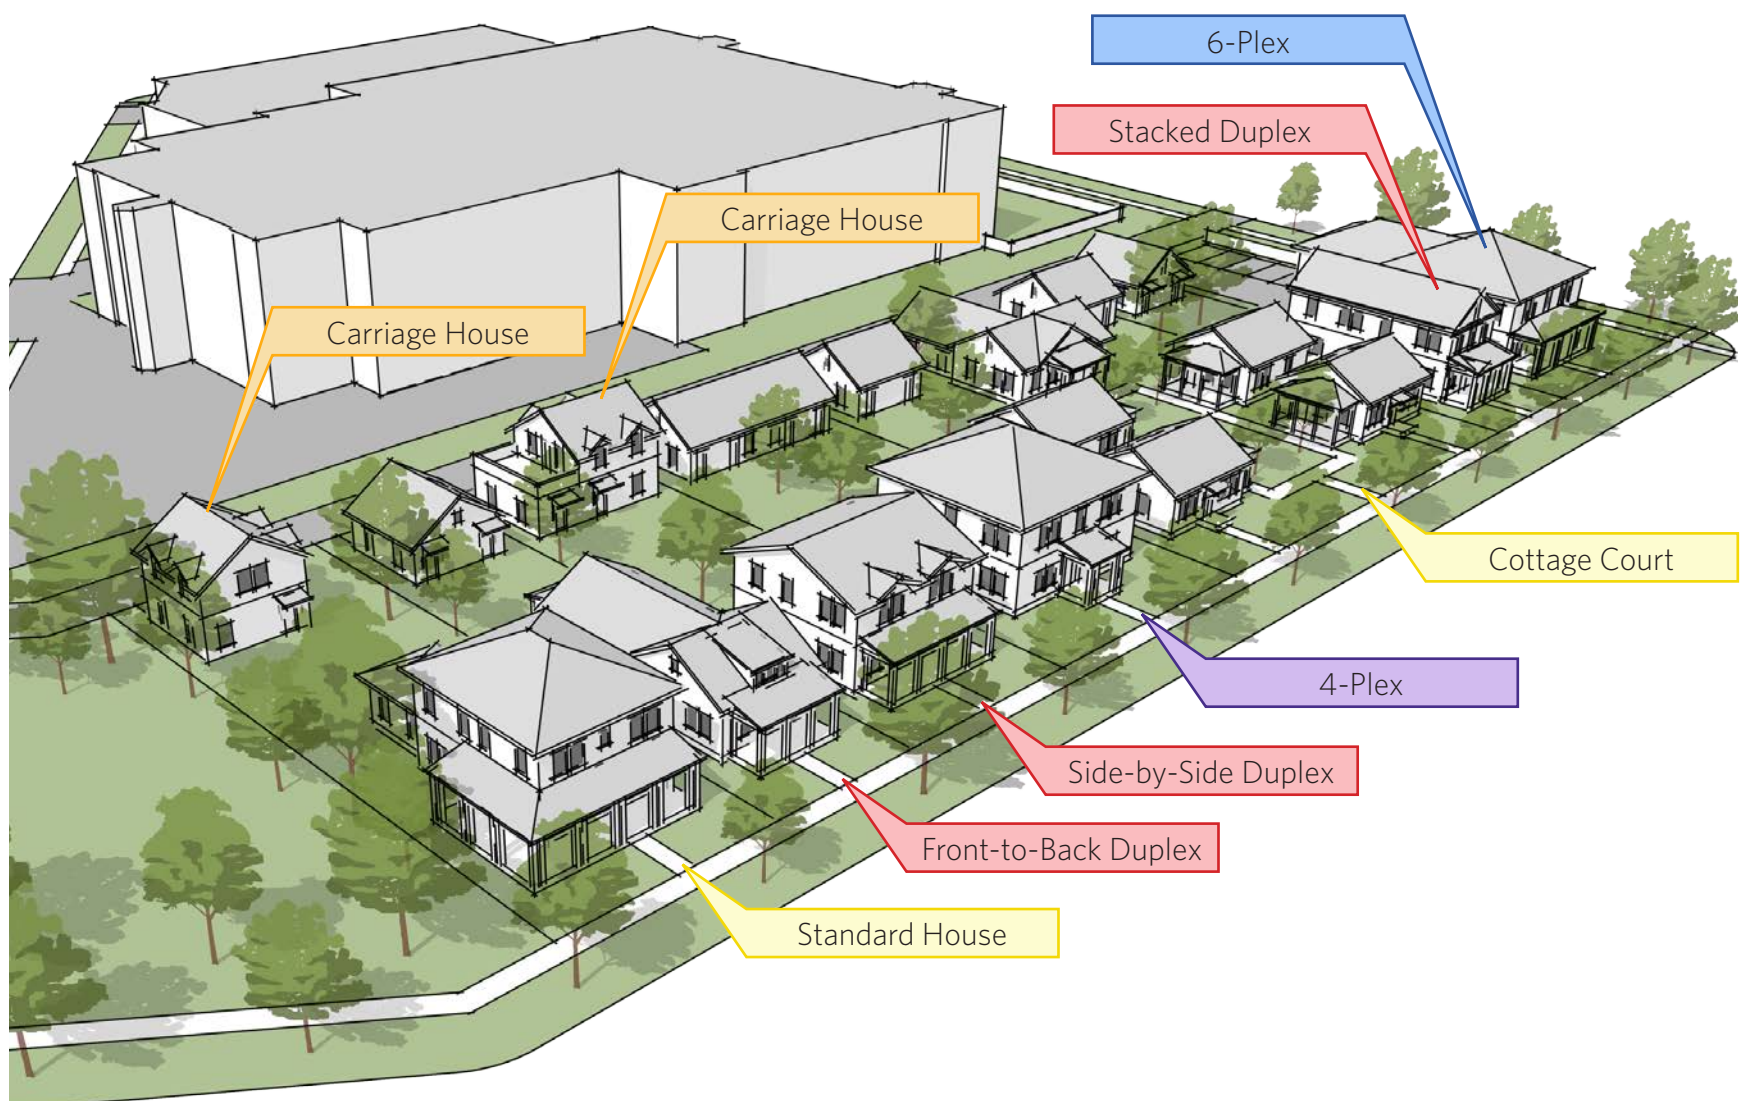 6-Plex
Stacked Duplex
Carriage House
Carriage House
Cottage Court
4-Plex
Side-by-Side Duplex
Front-to-Back Duplex
Standard House